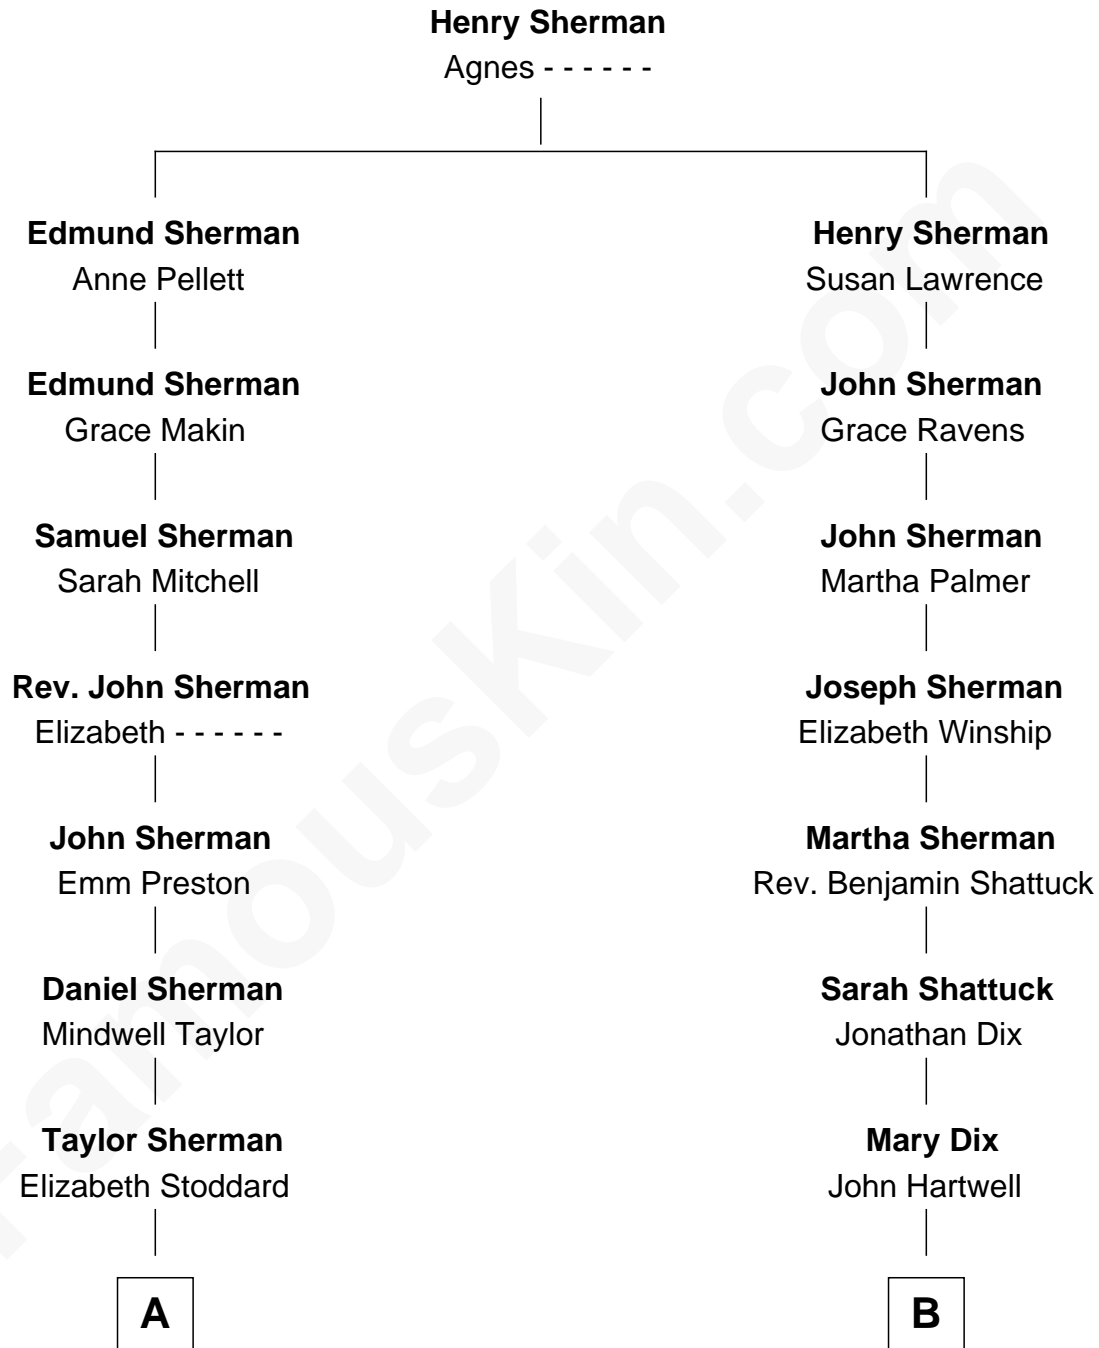 Henry Sherman
Agnes - - - - - -
Edmund Sherman
Anne Pellett
Henry Sherman
Susan Lawrence
Edmund Sherman
Grace Makin
John Sherman
Grace Ravens
Samuel Sherman
Sarah Mitchell
John Sherman
Martha Palmer
Rev. John Sherman
Elizabeth - - - - - -
Joseph Sherman
Elizabeth Winship
John Sherman
Emm Preston
Martha Sherman
Rev. Benjamin Shattuck
Daniel Sherman
Mindwell Taylor
Sarah Shattuck
Jonathan Dix
Taylor Sherman
Elizabeth Stoddard
Mary Dix
John Hartwell
A
B
FamousKin.com